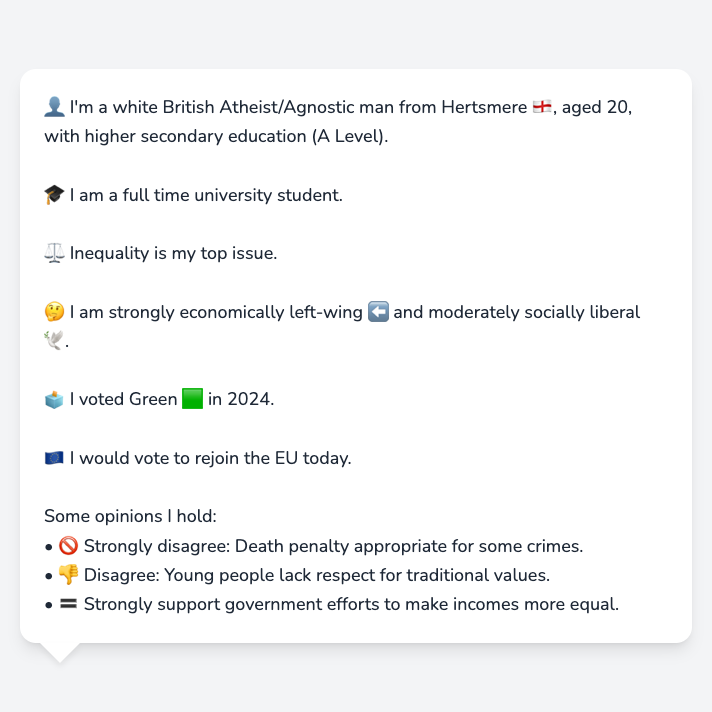 👤 I'm a white British Atheist/Agnostic man from Hertsmere 🏴󠁧󠁢󠁥󠁮󠁧󠁿, aged 20,
with higher secondary education (A Level).
🎓 I am a full time university student.
⚖️ Inequality is my top issue.
🤔 I am strongly economically left-wing ⬅️ and moderately socially liberal
🕊️.
🗳️ I voted Green 🟩 in 2024.
🇪🇺 I would vote to rejoin the EU today.
Some opinions I hold:
• 🚫 Strongly disagree: Death penalty appropriate for some crimes.
• 👎 Disagree: Young people lack respect for traditional values.
• 🟰 Strongly support government efforts to make incomes more equal.